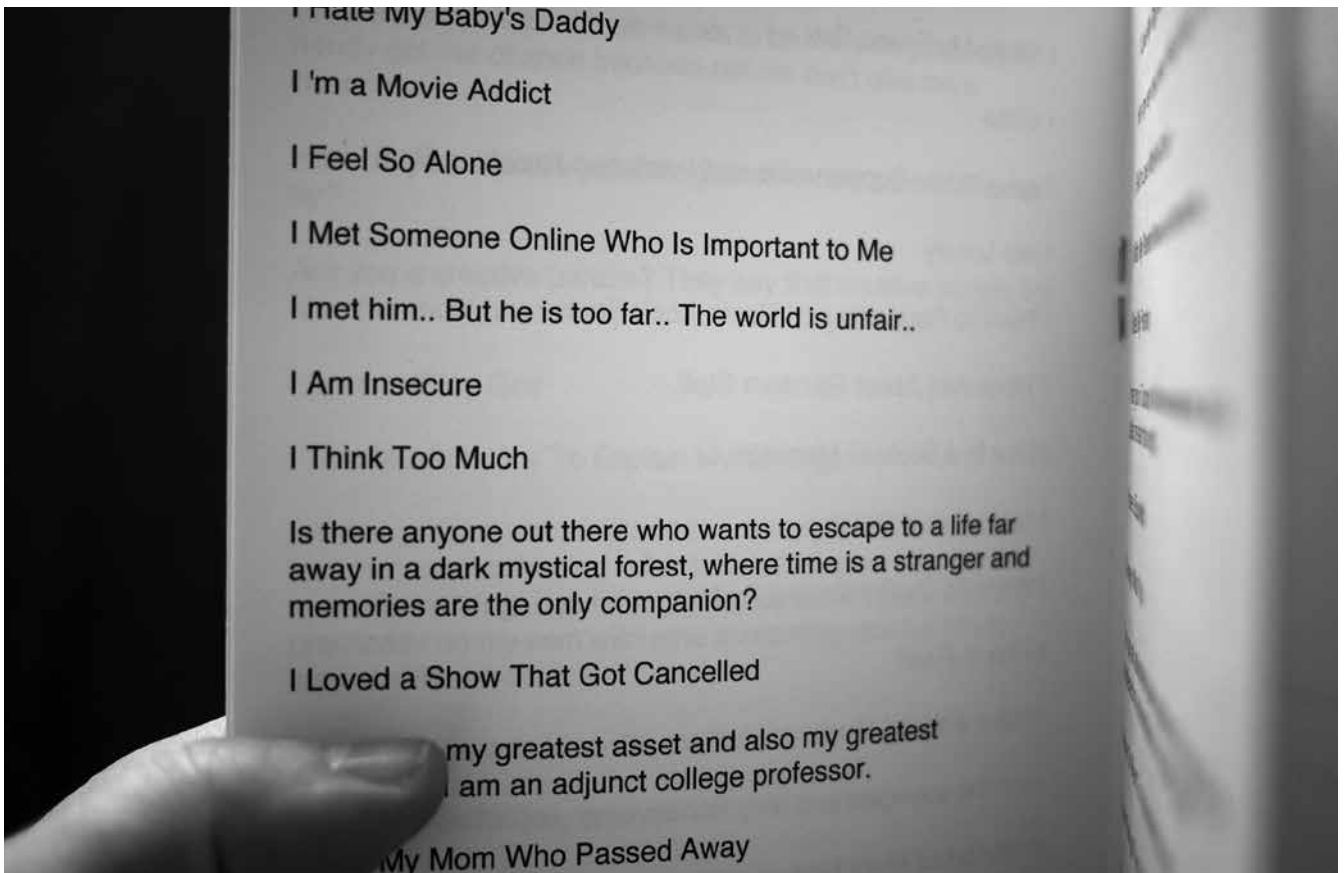 I Hate My Baby's Daddy
I 'm a Movie Addict
I Feel So Alone
I Met Someone Online Who Is Important to Me
I met him.. But he is too far.. The world is unfair..
I Am Insecure
I Think Too Much
Is there anyone out there who wants to escape to a life far
away in a dark mystical forest, where time is a stranger and
memories are the only companion?
I Loved a Show That Got Cancelled
my greatest asset and also my greatest
I am an adjunct college professor.
My Mom Who Passed Away